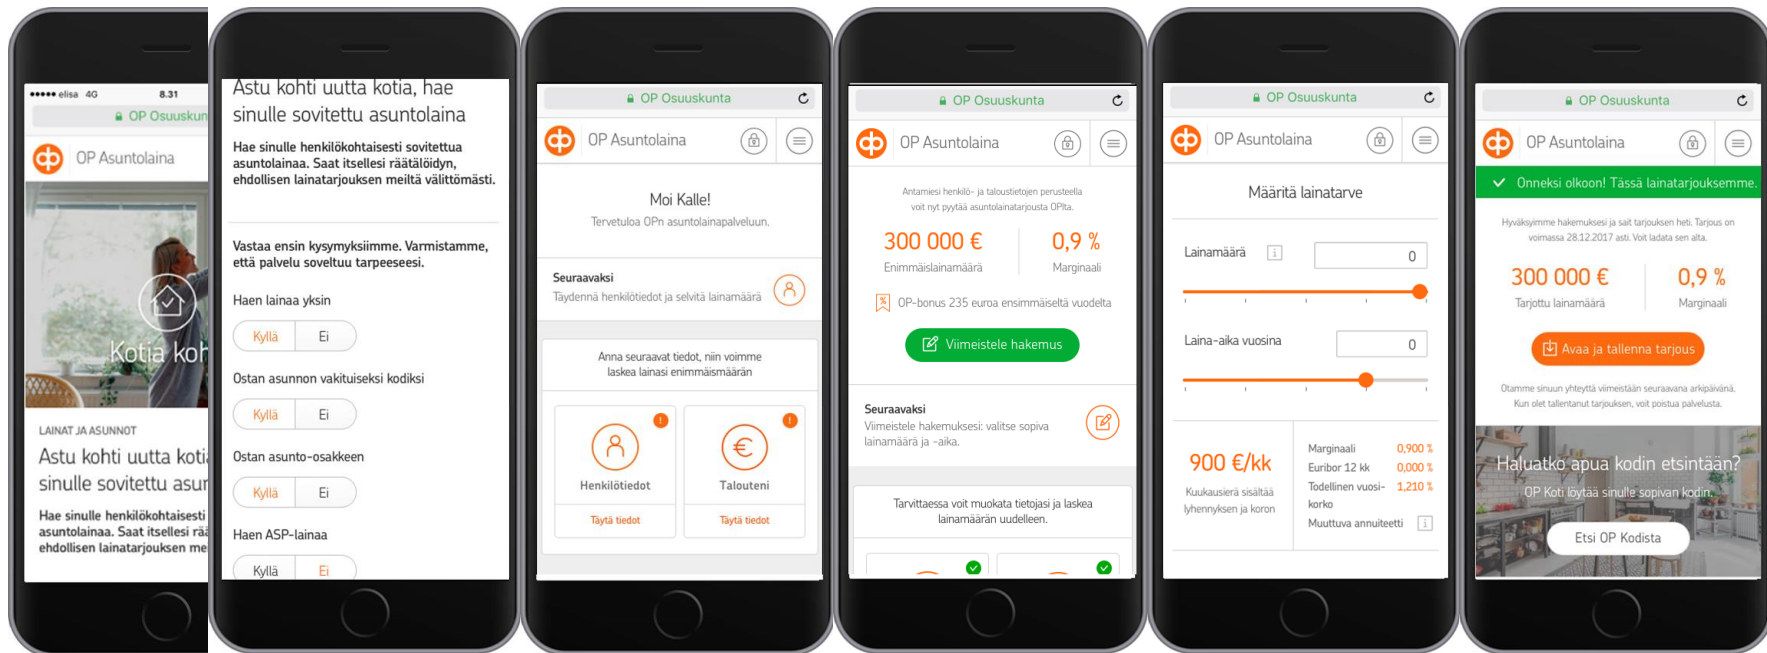 elisa 4G 8.31
OP Osuuskun
OP Asuntolaina
Kotia koh
LAINAT JA ASUNNOT
Astu kohti uutta koti
sinulle sovitettu asun
Hae sinulle henkilökohtaisesti
asuntolainaa. Saat itsellesi rää
ehdollisen lainatarjouksen me
Astu kohti uutta kotia, hae
sinulle sovitettu asuntolaina
Hae sinulle henkilökohtaisesti sovitettua
asuntolainaa. Saat itsellesi räätälöidyn,
ehdollisen lainatarjouksen meiltä välittömästi.
Vastaa ensin kysymyksiimme. Varmistamme,
että palvelu soveltuu tarpeeseesi.
Haen lainaa yksin
Kyllä Ei
Ostan asunnon vakituiseksi kodiksi
Kyllä Ei
Ostan asunto-osakkeen
Kyllä Ei
Haen ASP-lainaa
Kyllä Ei
OP Osuuskunta
OP Asuntolaina
Moi Kalle!
Tervetuloa OPn asuntolainapalveluun.
Seuraavaksi
Täydennä henkilötiedot ja selvitä lainamäärä
Anna seuraavat tiedot, niin voimme
laskea lainasi enimmäismäärän
Henkilötiedot Talouteni
Täytä tiedot Täytä tiedot
OP Osuuskunta
OP Asuntolaina
Antamiesi henkilö- ja taloustietojen perusteella
voit nyt pyytää asuntolainatarjousta OPlta.
300 000 € 0,9 %
Enimmäislainamäärä Marginaali
OP-bonus 235 euroa ensimmäiseltä vuodelta
Viimeistele hakemus
Seuraavaksi
Viimeistele hakemuksesi: valitse sopiva
lainamäärä ja -aika.
Tarvittaessa voit muokata tietojasi ja laskea
lainamäärän uudelleen.
OP Osuuskunta
OP Asuntolaina
Määritä lainatarve
Lainamäärä i 0
Laina-aika vuosina 0
900 €/kk
Kuukausierä sisältää
lyhennyksen ja koron
Marginaali 0,900 %
Euribor 12 kk 0,000 %
Todellinen vuosi- 1,210 %
korko
Muuttuva annuiteetti i
OP Osuuskunta
OP Asuntolaina
Onneksi olkoon! Tässä lainatarjouksemme.
Hyväksyimme hakemuksesi ja sait tarjouksen heti. Tarjous on
voimassa 28.12.2017 asti. Voit ladata sen alta.
300 000 € 0,9 %
Tarjottu lainamäärä Marginaali
Avaa ja tallenna tarjous
Otamme sinuun yhteyttä viimeistään seuraavana arkipäivänä.
Kun olet tallentanut tarjouksen, voit poistua palvelusta.
Haluatko apua kodin etsintään?
OP Koti löytää sinulle sopivan kodin.
Etsi OP Kodista